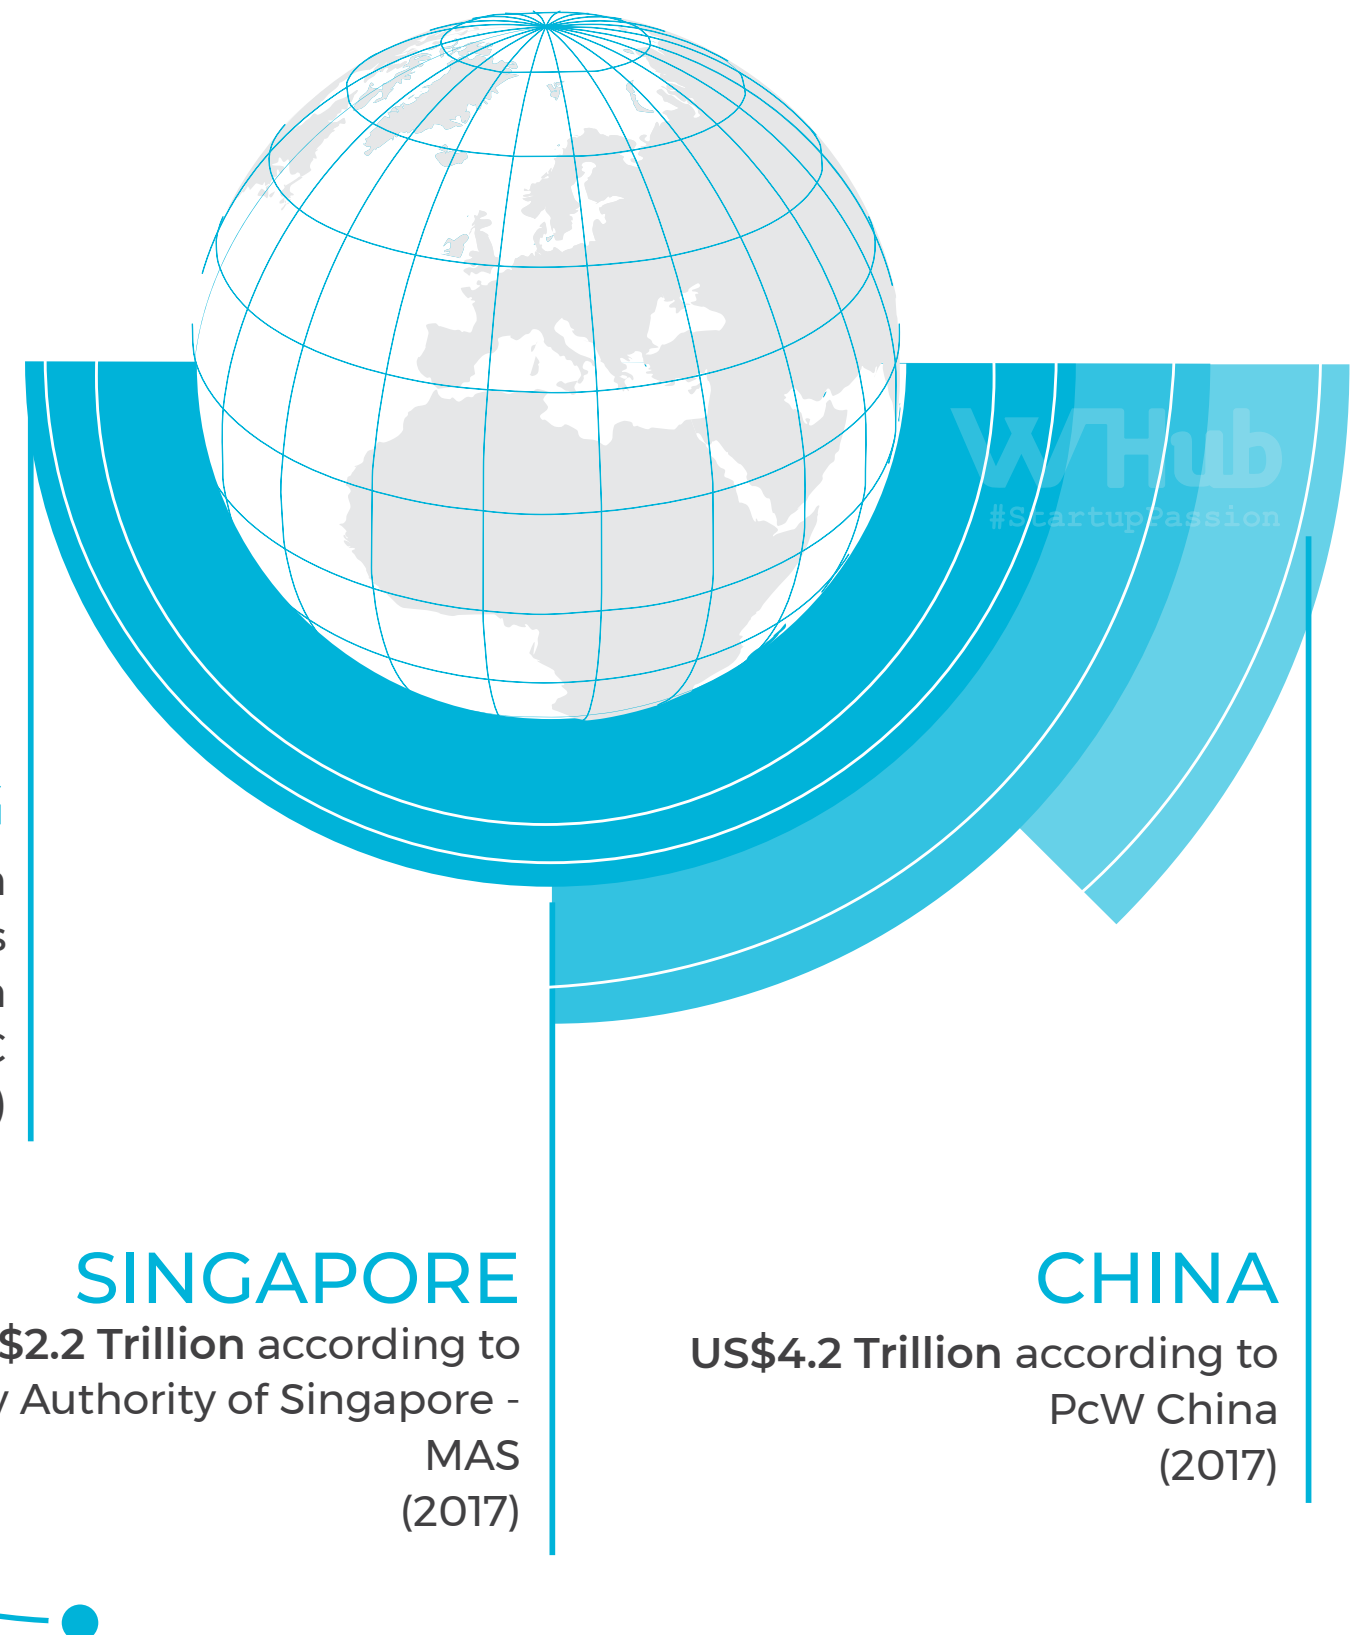 WHub
#StartupPassion
SINGAPORE
$2.2 Trillion according to
Authority of Singapore -
MAS
(2017)
CHINA
US$4.2 Trillion according to
PcW China
(2017)